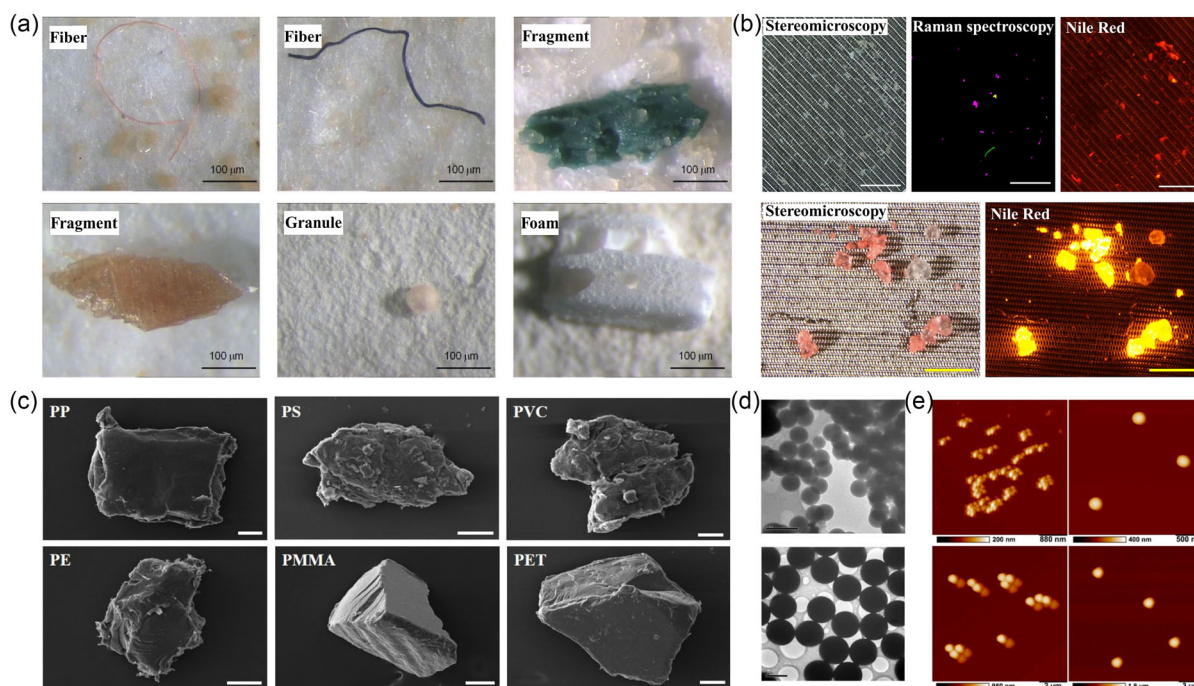 (a)
Fiber
100 μm
Fiber
100 μm
Fragment
100 μm
Fragment
100 μm
Granule
100 μm
Foam
100 μm
(b)
Stereomicroscopy
Raman spectroscopy
Nile Red
Stereomicroscopy
Nile Red
(c)
PP
PS
PVC
PE
PMMA
PET
(d)
(e)
200 nm 880 nm
400 nm 500 nm